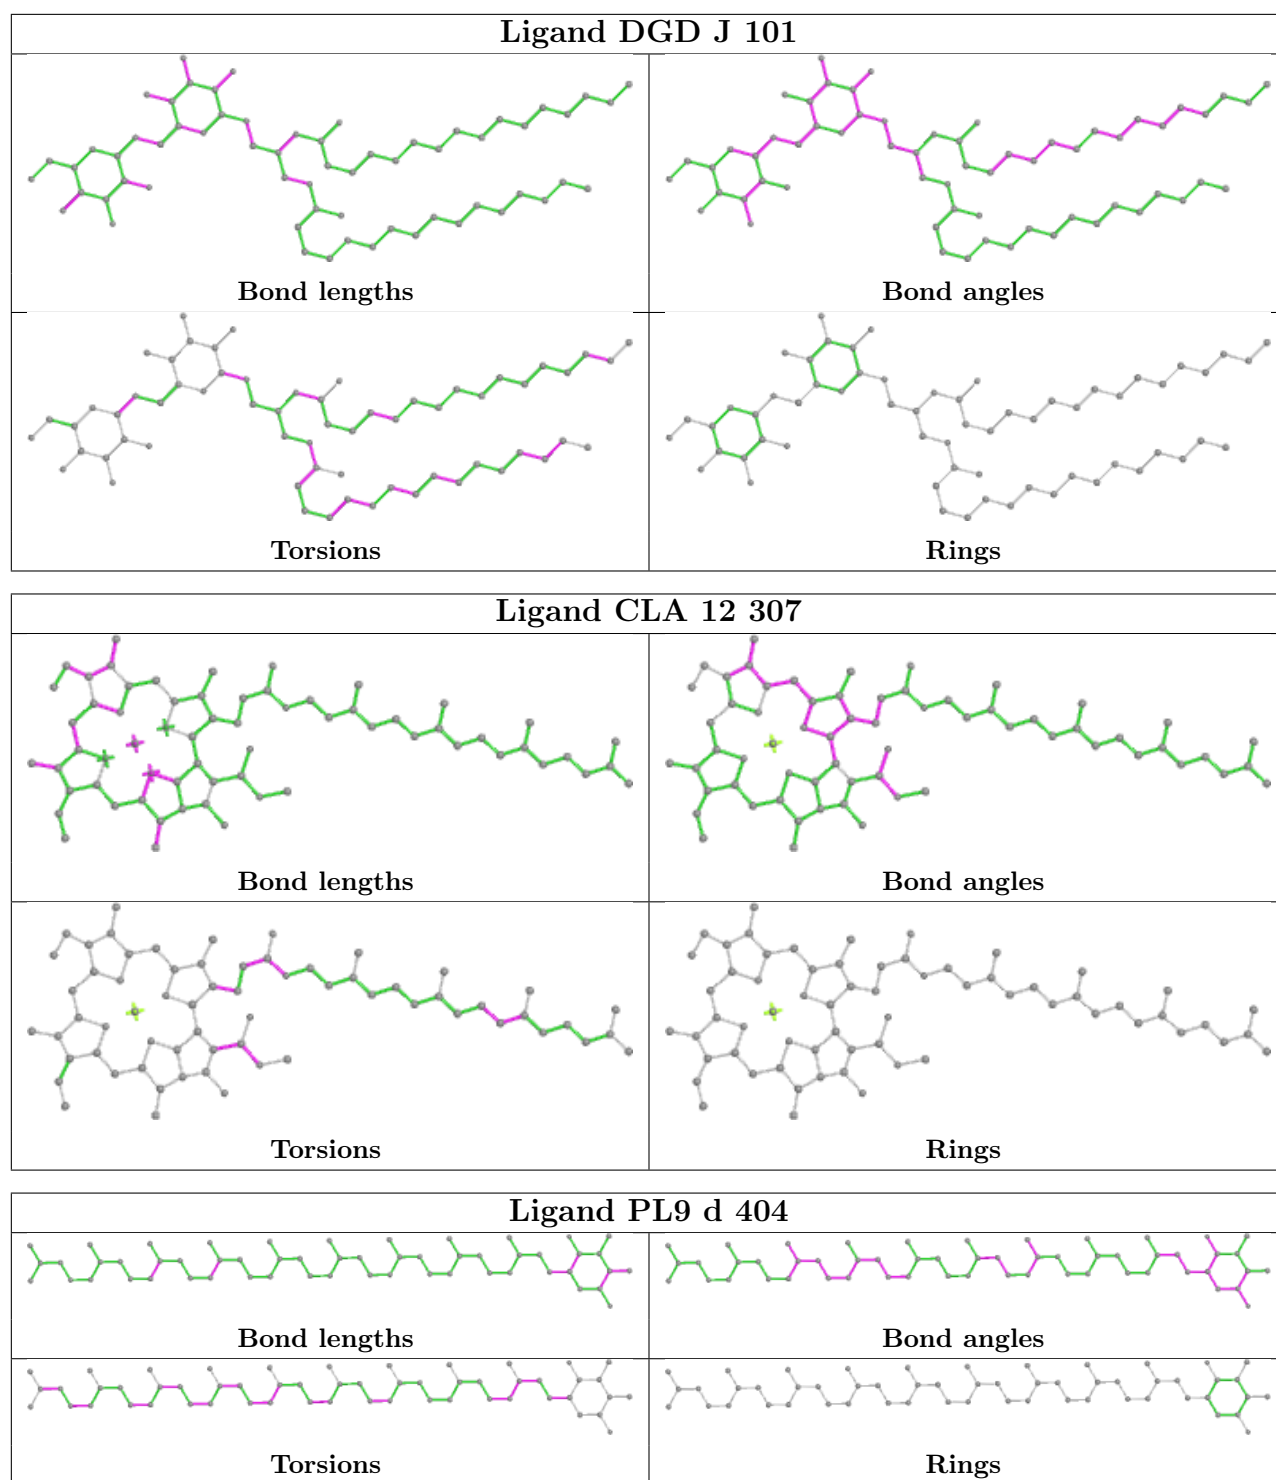 Ligand DGD J 101
Bond lengths
Bond angles
Torsions
Rings
Ligand CLA 12 307
Bond lengths
Bond angles
Torsions
Rings
Ligand PL9 d 404
Bond lengths
Bond angles
Torsions
Rings